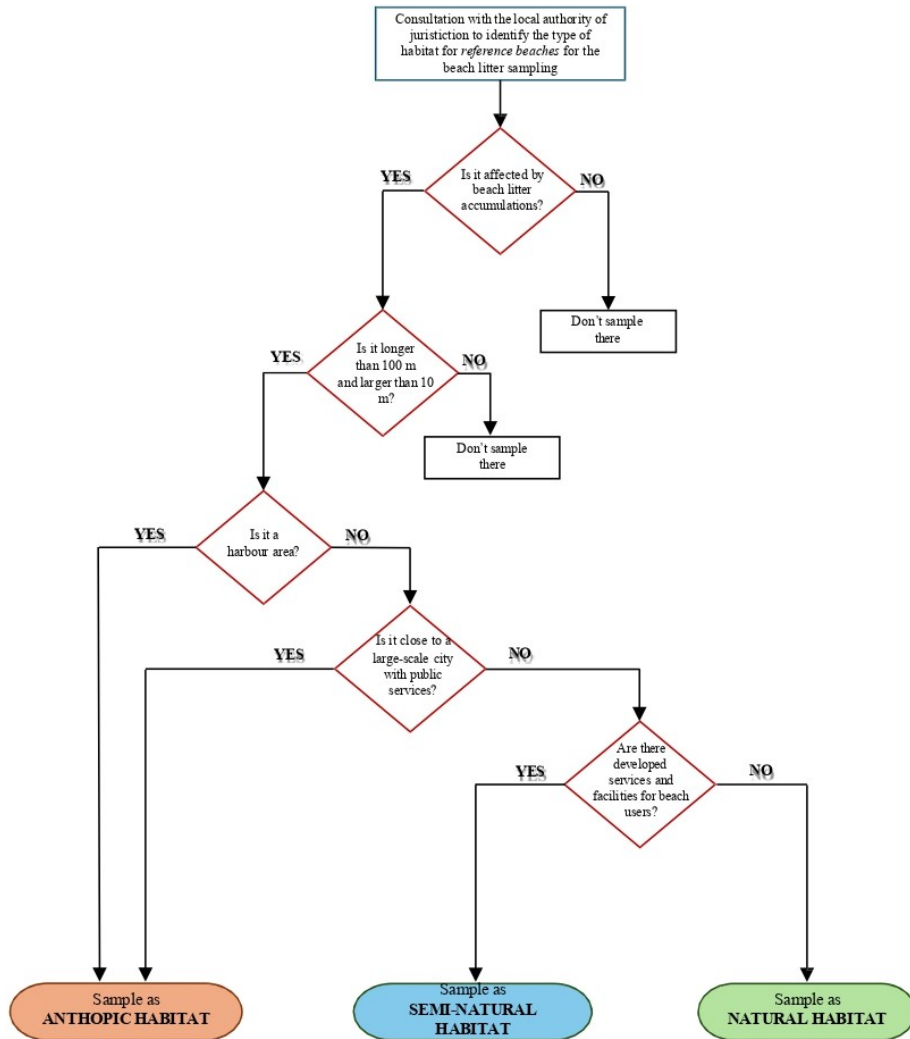 Consultation with the local authority of
juristiction to identify the type of
habitat for reference beaches for the
beach litter sampling
Is it affected by
beach litter
accumulations?
YES
NO
Don't sample
there
Is it longer
than 100 m
and larger than 10
m?
YES
NO
Don't sample
there
Is it a
harbour area?
YES
NO
Is it close to a
large-scale city
with public
services?
YES
NO
Are there
developed
services and
facilities for beach
users?
YES
NO
Sample as
ANTHOPIC HABITAT
Sample as
SEMI-NATURAL
HABITAT
Sample as
NATURAL HABITAT